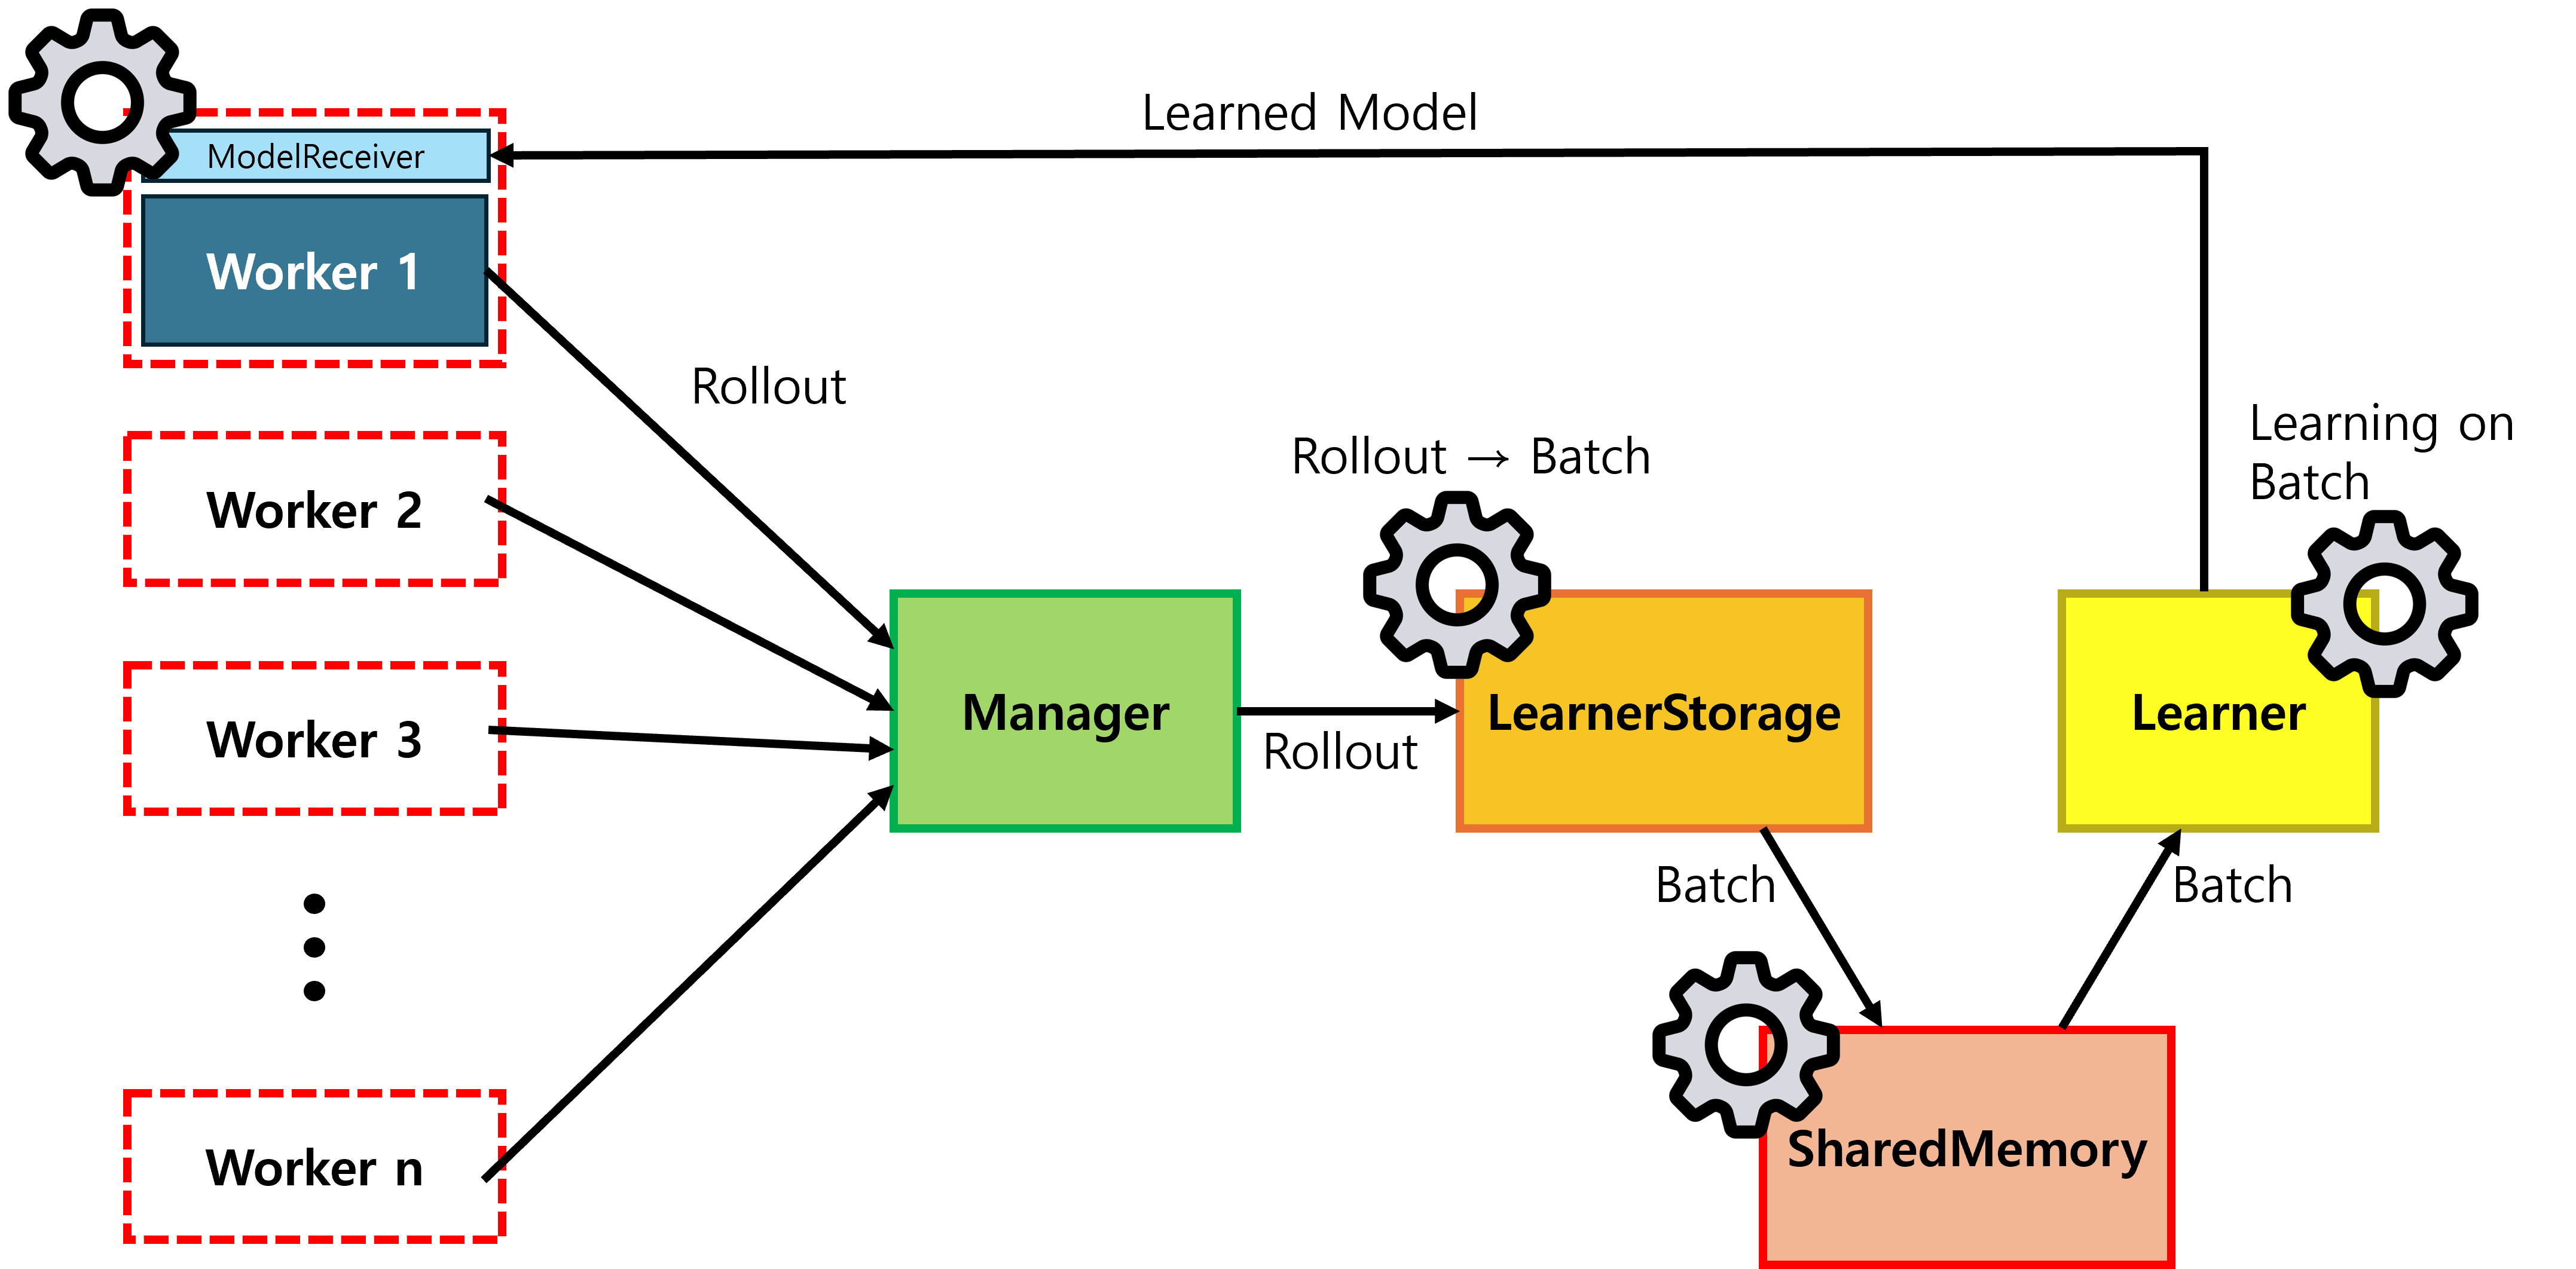 Learned Model
ModelReceiver
Worker 1
Rollout
Learning on
Batch
Rollout → Batch
Worker 2
Worker 3
Manager
Rollout
LearnerStorage
Learner
Batch
Batch
SharedMemory
Worker n